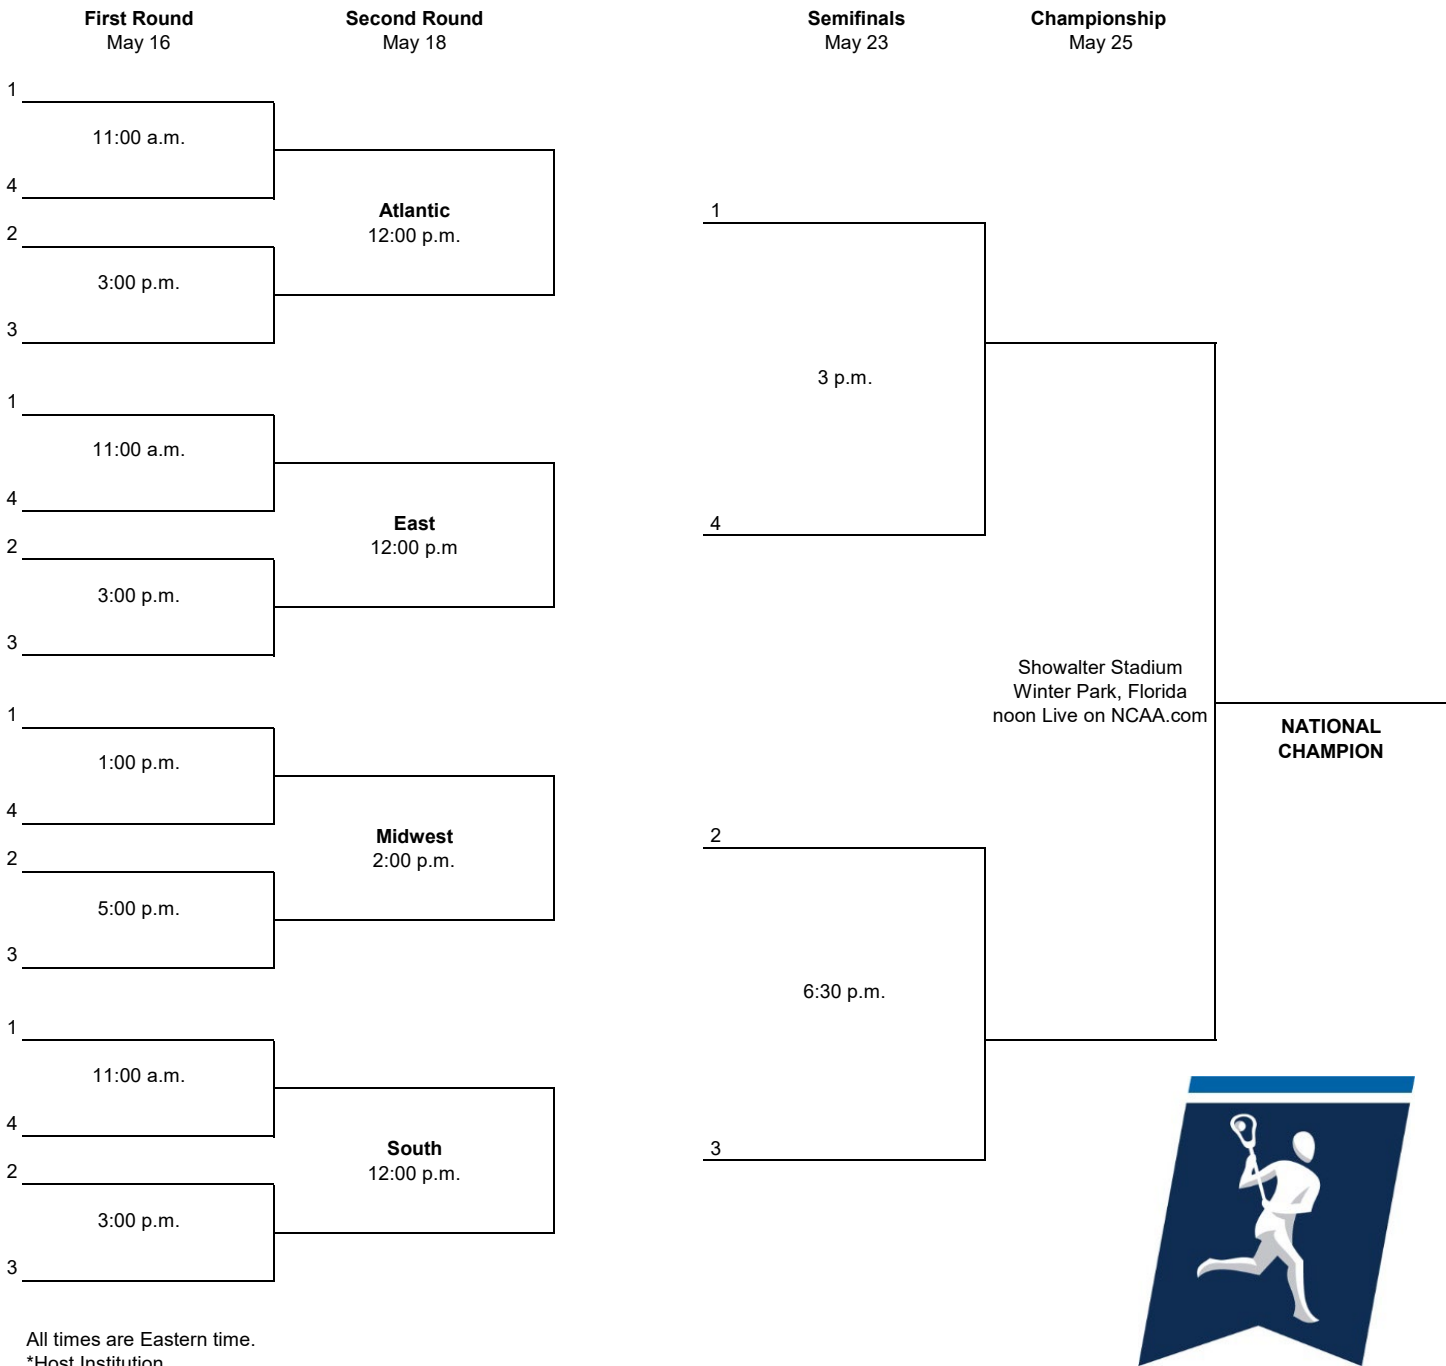 First Round
May 16
Second Round
May 18
Semifinals
May 23
Championship
May 25
1
11:00 a.m.
4
2
3:00 p.m.
3
Atlantic
12:00 p.m.
1
11:00 a.m.
4
2
3:00 p.m.
3
East
12:00 p.m
1
1:00 p.m.
4
2
5:00 p.m.
3
Midwest
2:00 p.m.
1
11:00 a.m.
4
2
3:00 p.m.
3
South
12:00 p.m.
1
3 p.m.
4
2
6:30 p.m.
3
Showalter Stadium
Winter Park, Florida
noon Live on NCAA.com
NATIONAL
CHAMPION
All times are Eastern time.
*Host Institution